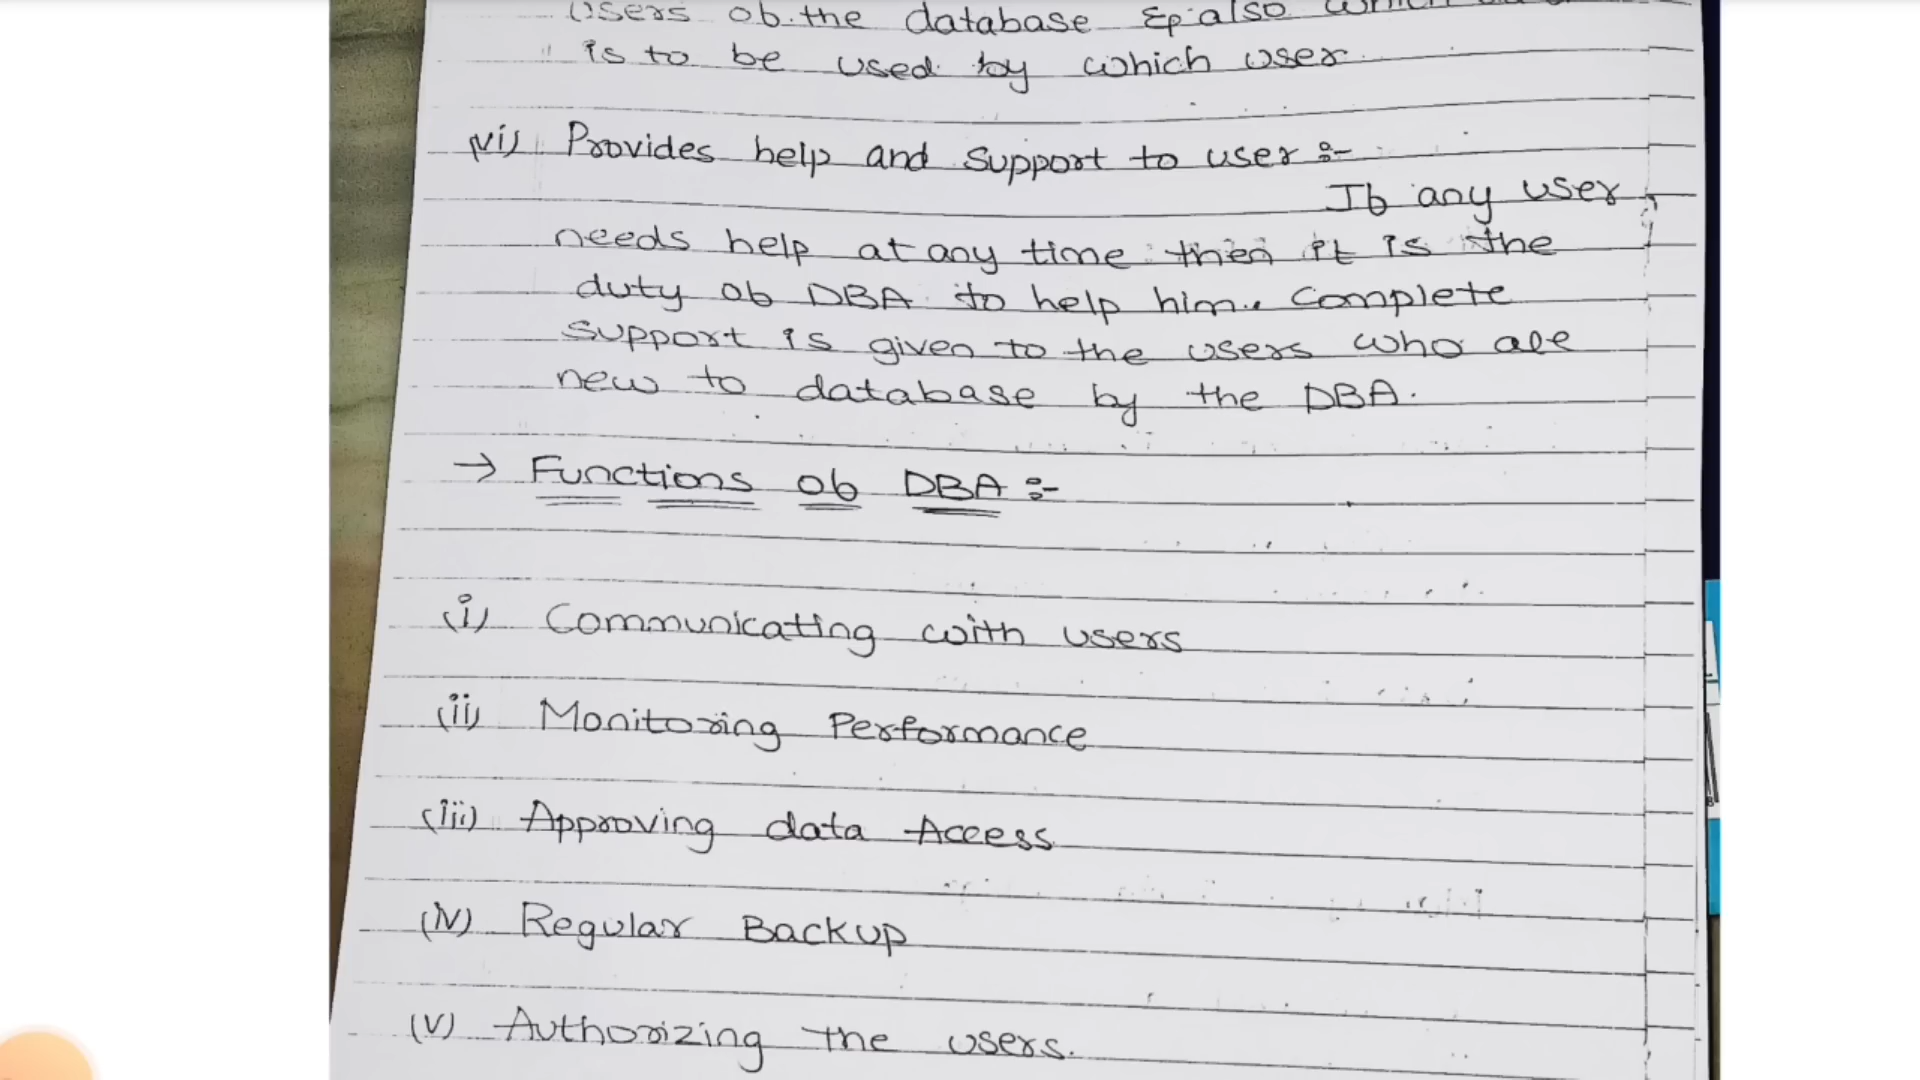 Users of the database & also which
is to be used by which user.
(vi) Provides help and support to user :-
If any user
needs help at any time then it is the
duty of DBA to help him. Complete
support is given to the users who are
new to database by the DBA.
→ Functions of DBA :-
(i) Communicating with users
(ii) Monitoring Performance
(iii) Approving data Access
(iv) Regular Backup
(v) Authorizing the users.